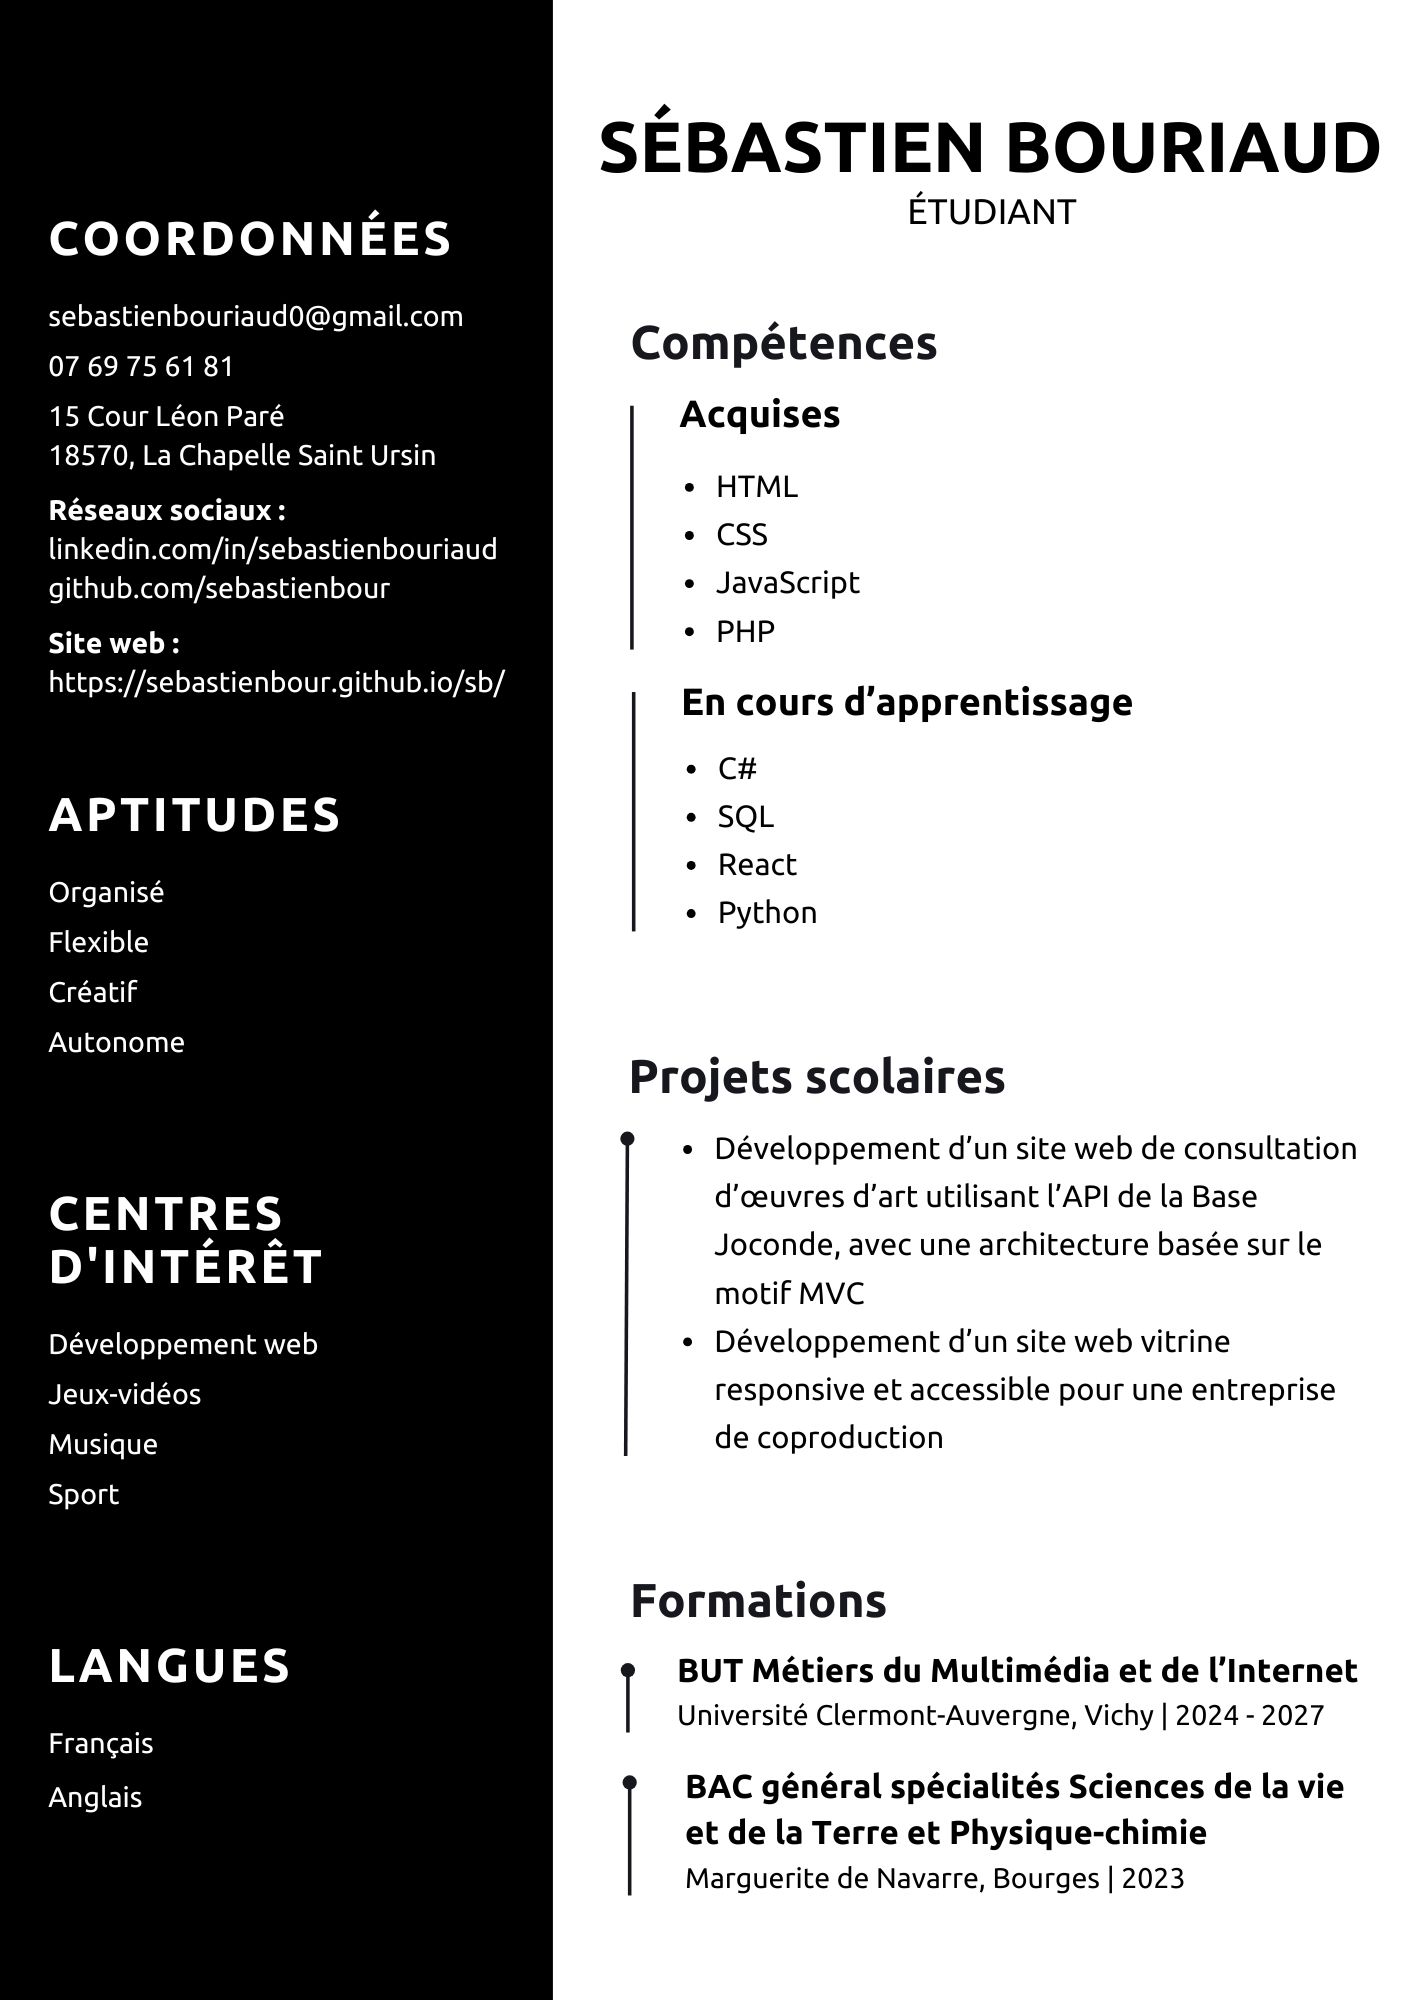 COORDONNÉES
sebastienbouriaud0@gmail.com
07 69 75 61 81
15 Cour Léon Paré
18570, La Chapelle Saint Ursin
Réseaux sociaux :
linkedin.com/in/sebastienbouriaud
github.com/sebastienbour
Site web :
https://sebastienbour.github.io/sb/
APTITUDES
Organisé
Flexible
Créatif
Autonome
CENTRES
D'INTÉRÊT
Développement web
Jeux-vidéos
Musique
Sport
LANGUES
Français
Anglais
SÉBASTIEN BOURIAUD
ÉTUDIANT
Compétences
Acquises
• HTML
• CSS
• JavaScript
• PHP
En cours d’apprentissage
• C#
• SQL
• React
• Python
Projets scolaires
• Développement d’un site web de consultation
d’œuvres d’art utilisant l’API de la Base
Joconde, avec une architecture basée sur le
motif MVC
• Développement d’un site web vitrine
responsive et accessible pour une entreprise
de coproduction
Formations
BUT Métiers du Multimédia et de l’Internet
Université Clermont-Auvergne, Vichy | 2024 - 2027
BAC général spécialités Sciences de la vie
et de la Terre et Physique-chimie
Marguerite de Navarre, Bourges | 2023